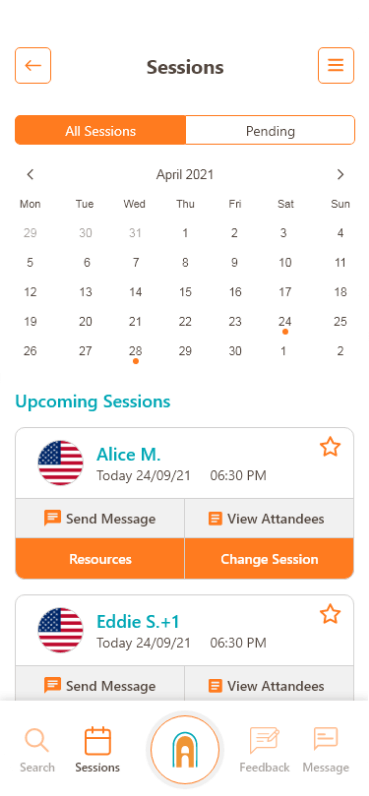 Sessions
All Sessions Pending
April 2021
Mon Tue Wed Thu Fri Sat Sun
29 30 31 1 2 3 4
5 6 7 8 9 10 11
12 13 14 15 16 17 18
19 20 21 22 23 24 25
26 27 28 29 30 1 2
Upcoming Sessions
Alice M.
Today 24/09/21 06:30 PM
Send Message View Attandees
Resources Change Session
Eddie S.+1
Today 24/09/21 06:30 PM
Send Message View Attandees
Search Sessions Feedback Message